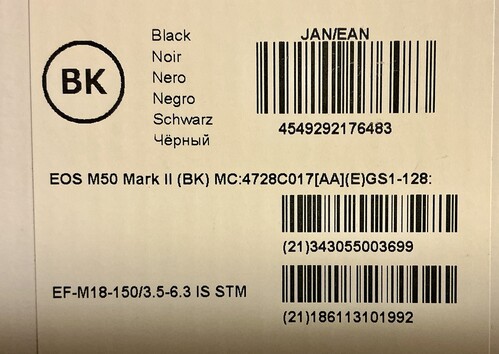 BK
Black
Noir
Nero
Negro
Schwarz
Чёрный
JAN/EAN
4549292176483
EOS M50 Mark II (BK) MC:4728C017[AA](E)GS1-128:
(21)343055003699
EF-M18-150/3.5-6.3 IS STM
(21)186113101992